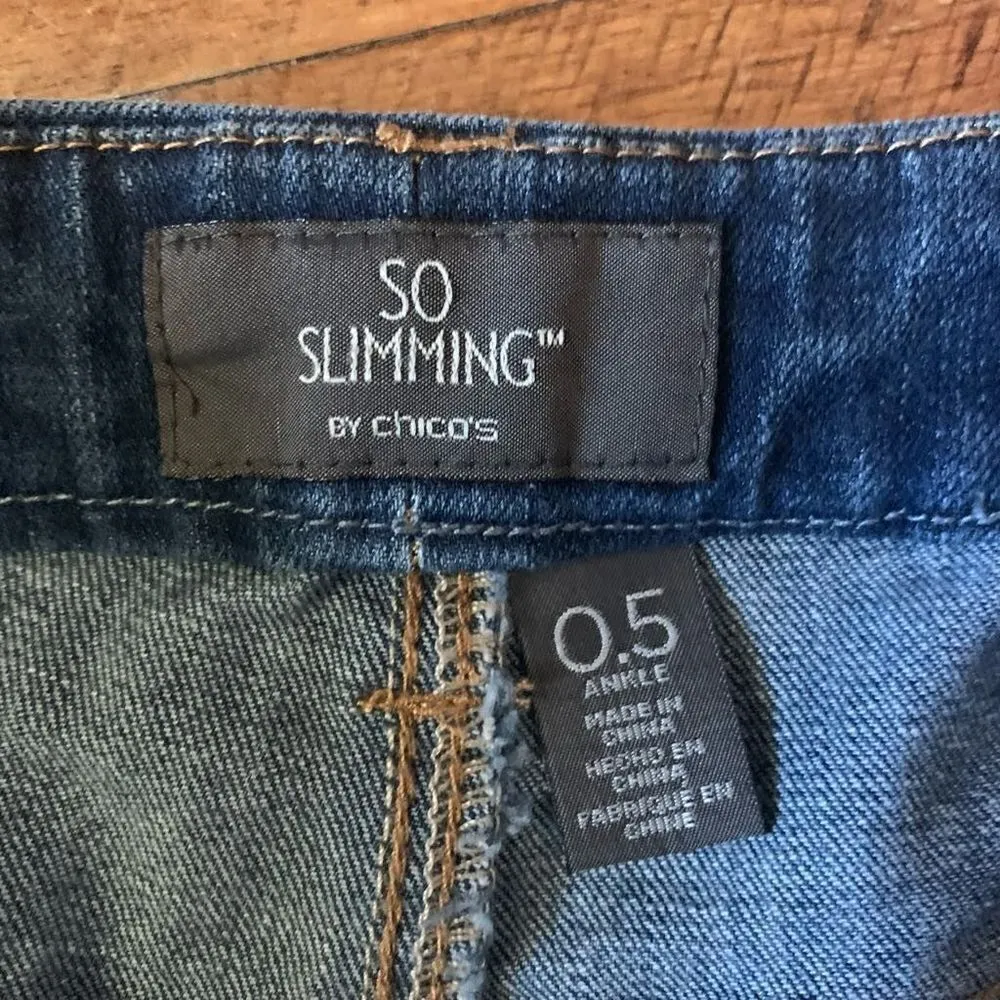 SO
SLIMMING™
BY chico's
0.5
ANKLE
MADE IN
CHINA
HECHO EN
CHINA
FABRIQUÉ EN
CHINE